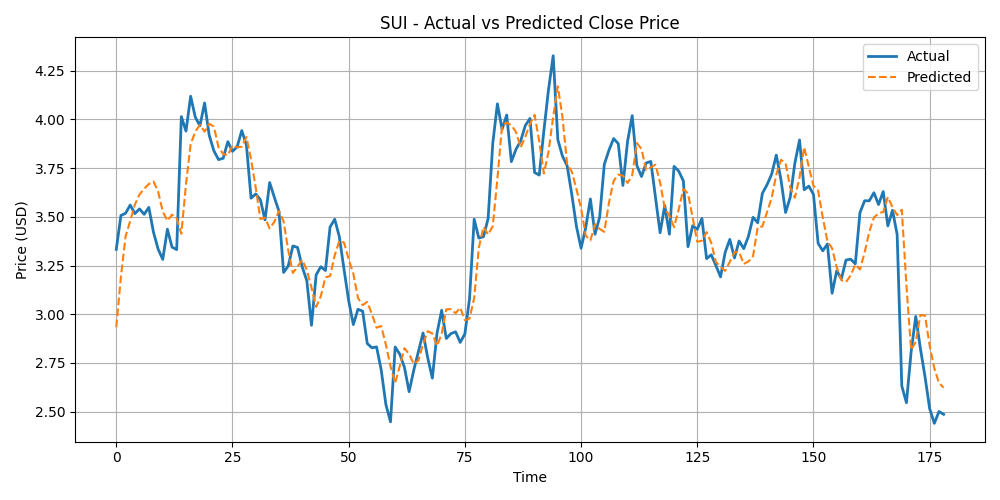 SUI - Actual vs Predicted Close Price
Actual
Predicted
Price (USD)
4.25
4.00
3.75
3.50
3.25
3.00
2.75
2.50
0 25 50 75 100 125 150 175
Time